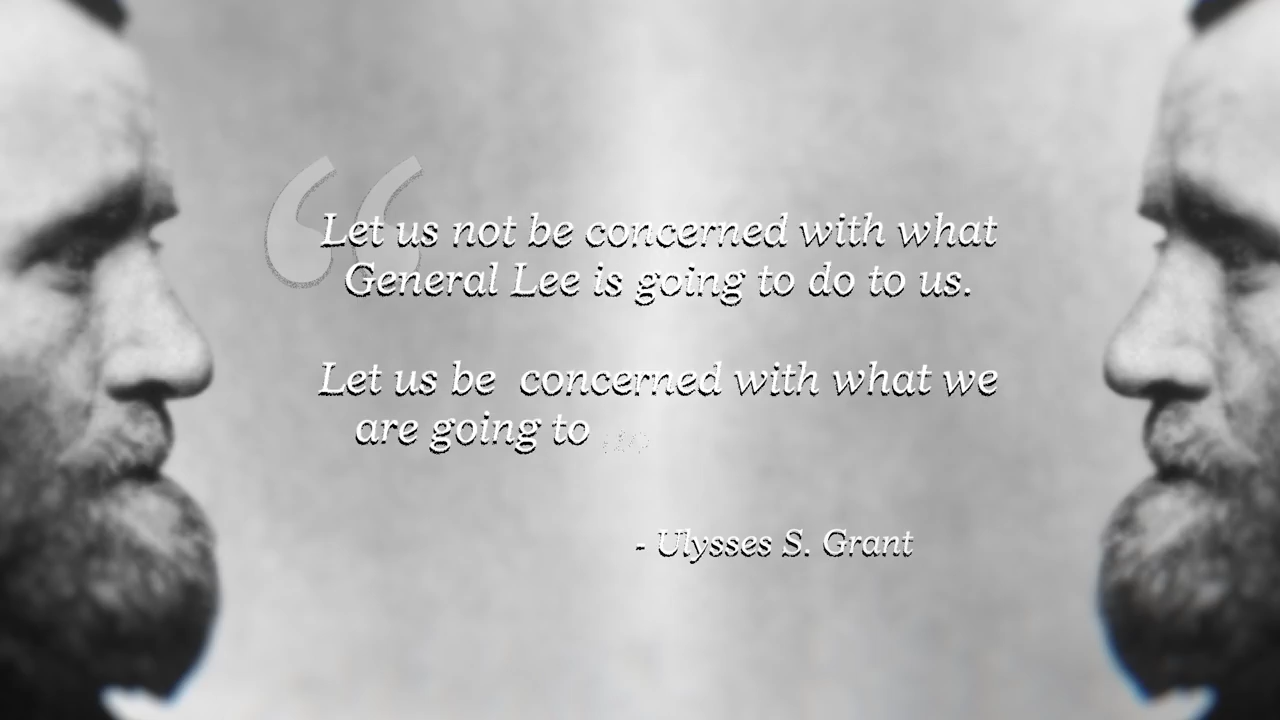 “
Let us not be concerned with what
General Lee is going to do to us.
Let us be concerned with what we
are going to
- Ulysses S. Grant